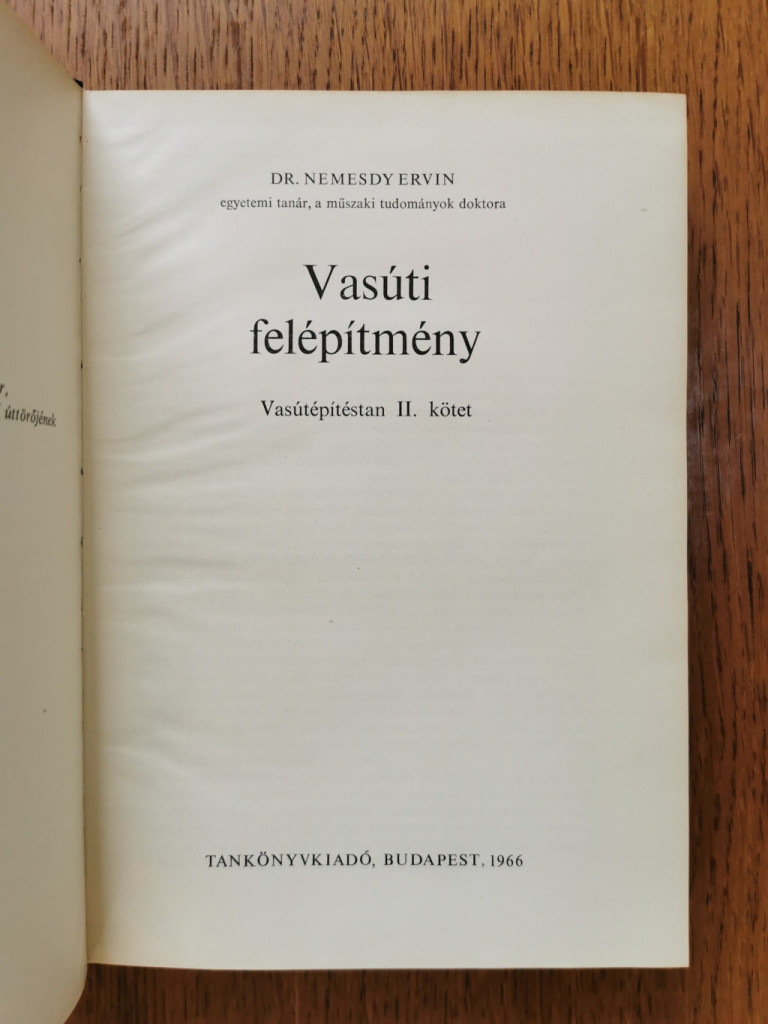 r,
úttörőjének
DR. NEMESDY ERVIN
egyetemi tanár, a műszaki tudományok doktora
Vasúti
felépítmény
Vasútépítéstan II. kötet
TANKÖNYVKIADÓ, BUDAPEST, 1966